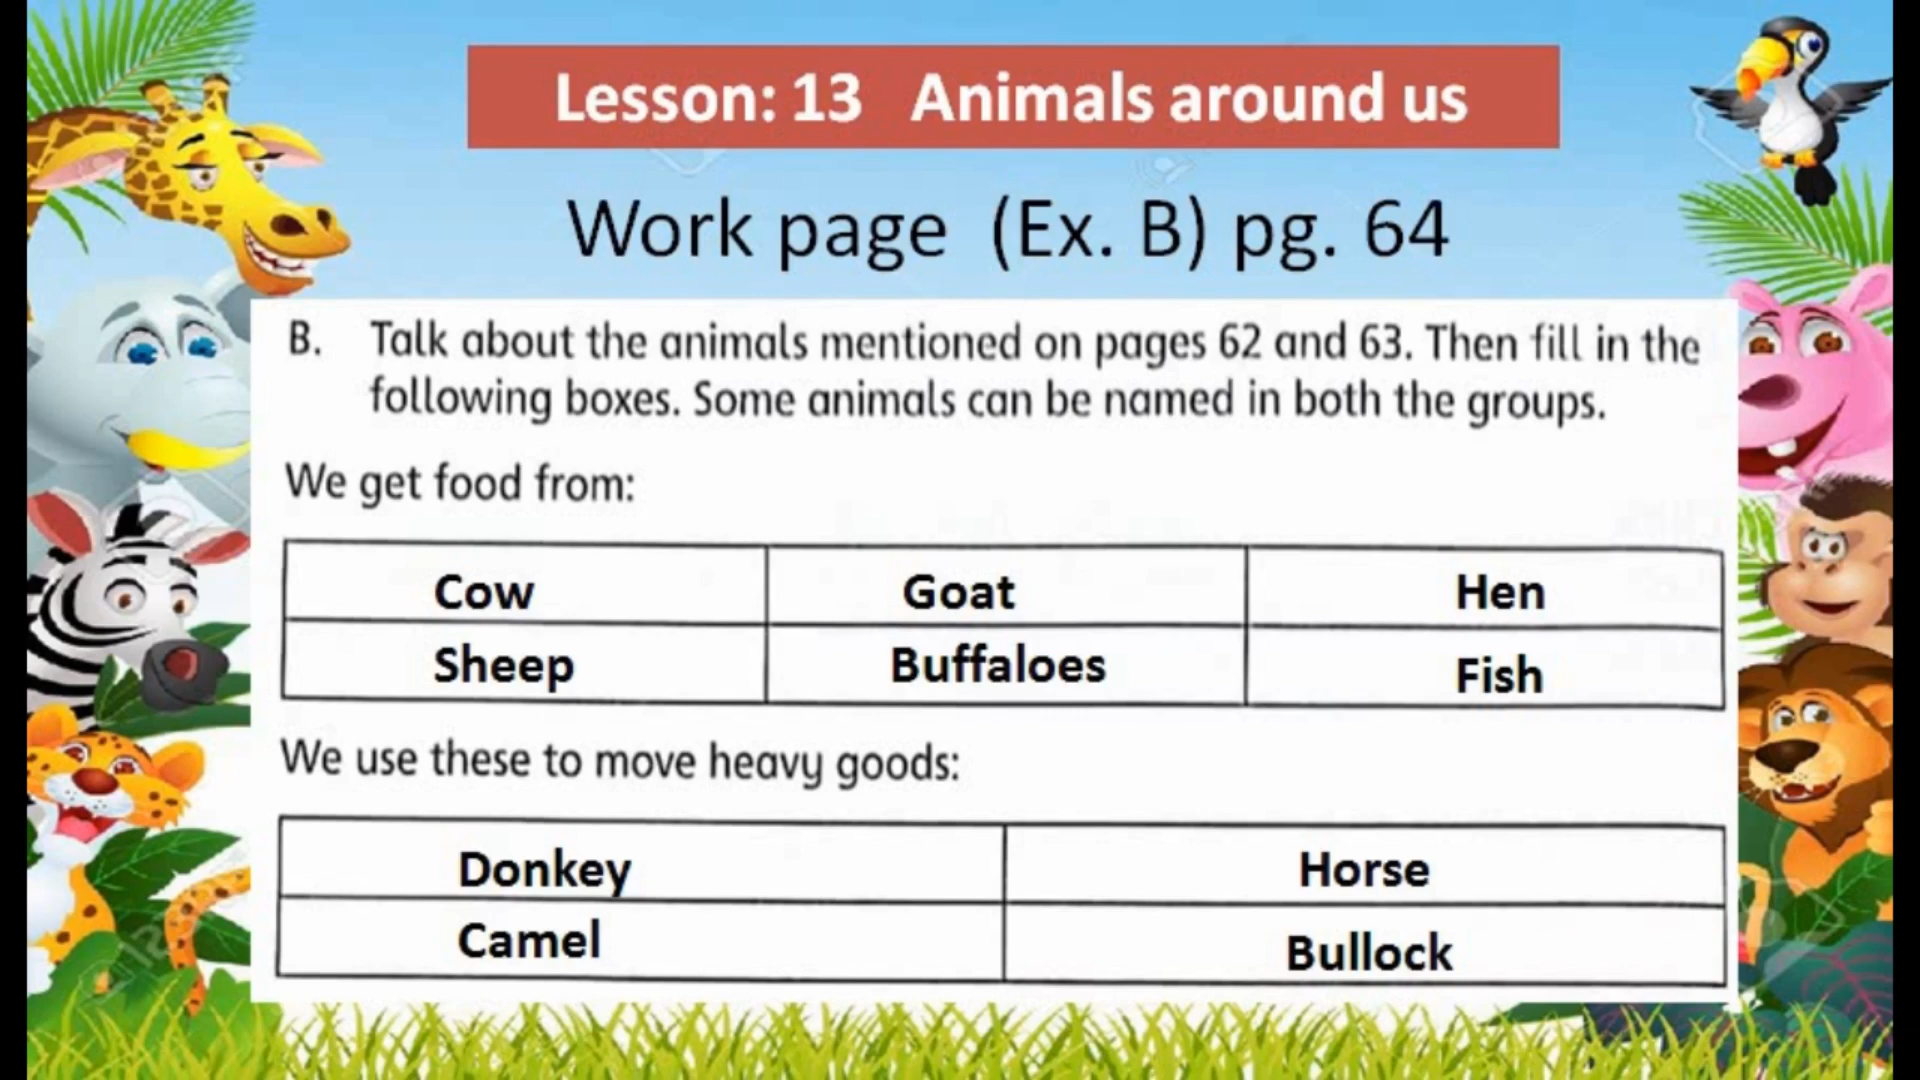 Lesson: 13 Animals around us
Work page (Ex. B) pg. 64
B. Talk about the animals mentioned on pages 62 and 63. Then fill in the
following boxes. Some animals can be named in both the groups.
We get food from:
Cow Goat Hen
Sheep Buffaloes Fish
We use these to move heavy goods:
Donkey Horse
Camel Bullock